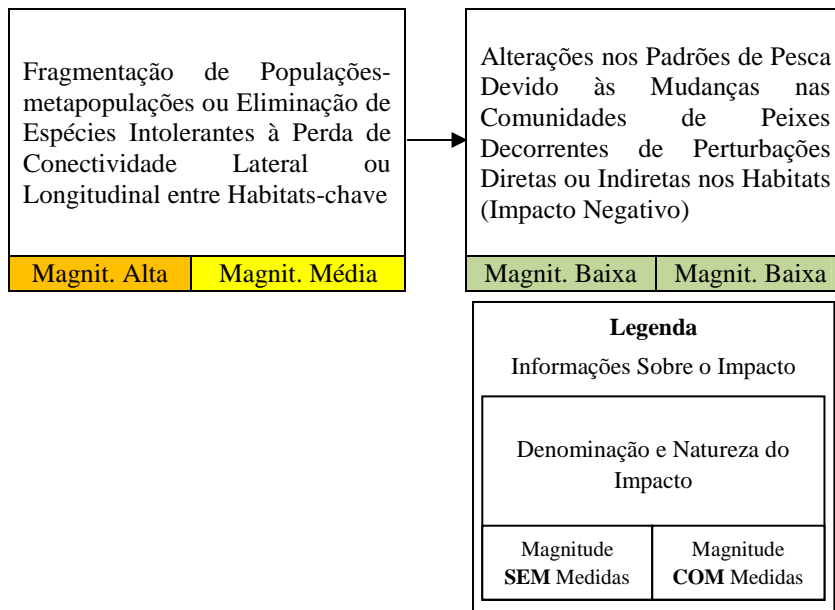 Fragmentação de Populações-
metapopulações ou Eliminação de
Espécies Intolerantes à Perda de
Conectividade Lateral ou
Longitudinal entre Habitats-chave
Magnit. Alta
Magnit. Média
Alterações nos Padrões de Pesca
Devido às Mudanças nas
Comunidades de Peixes
Decorrentes de Perturbações
Diretas ou Indiretas nos Habitats
(Impacto Negativo)
Magnit. Baixa
Magnit. Baixa
Legenda
Informações Sobre o Impacto
Denominação e Natureza do
Impacto
Magnitude
SEM Medidas
Magnitude
COM Medidas